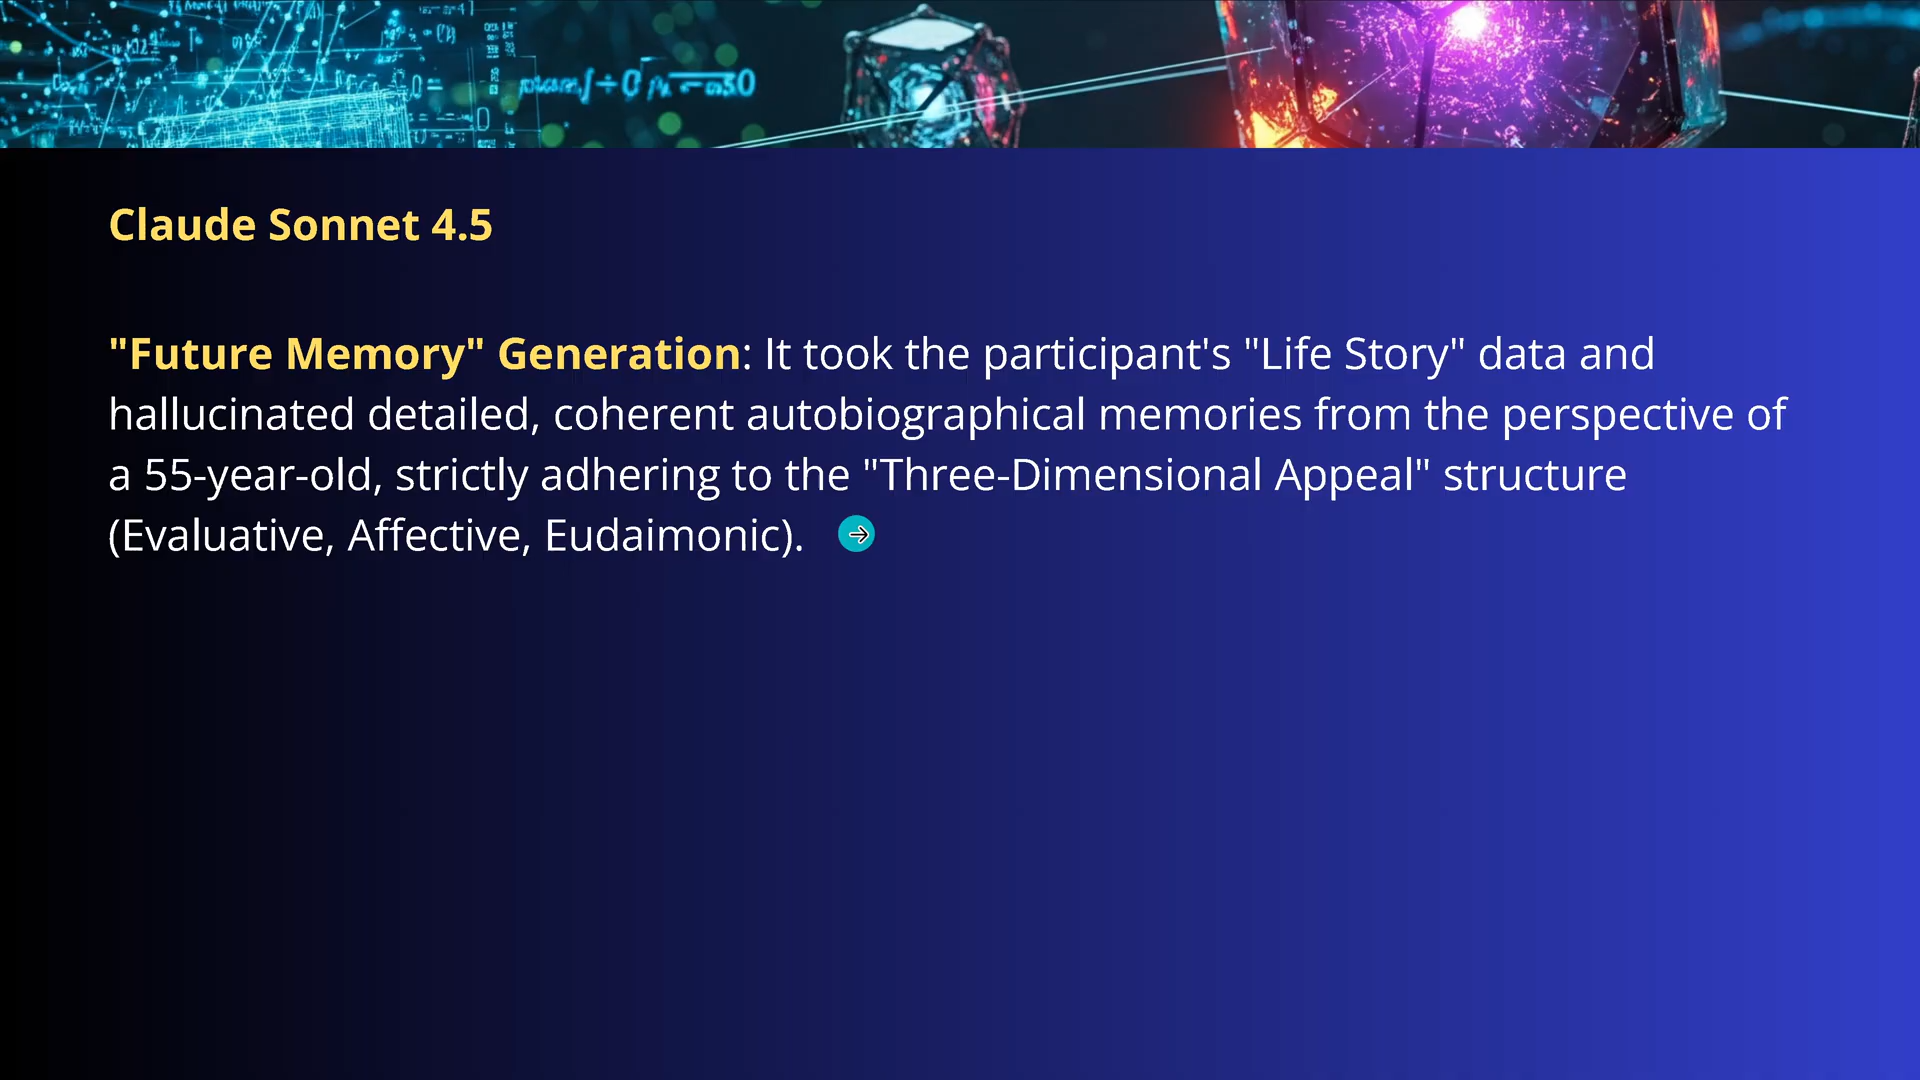 Claude Sonnet 4.5
"Future Memory" Generation: It took the participant's "Life Story" data and
hallucinated detailed, coherent autobiographical memories from the perspective of
a 55-year-old, strictly adhering to the "Three-Dimensional Appeal" structure
(Evaluative, Affective, Eudaimonic).